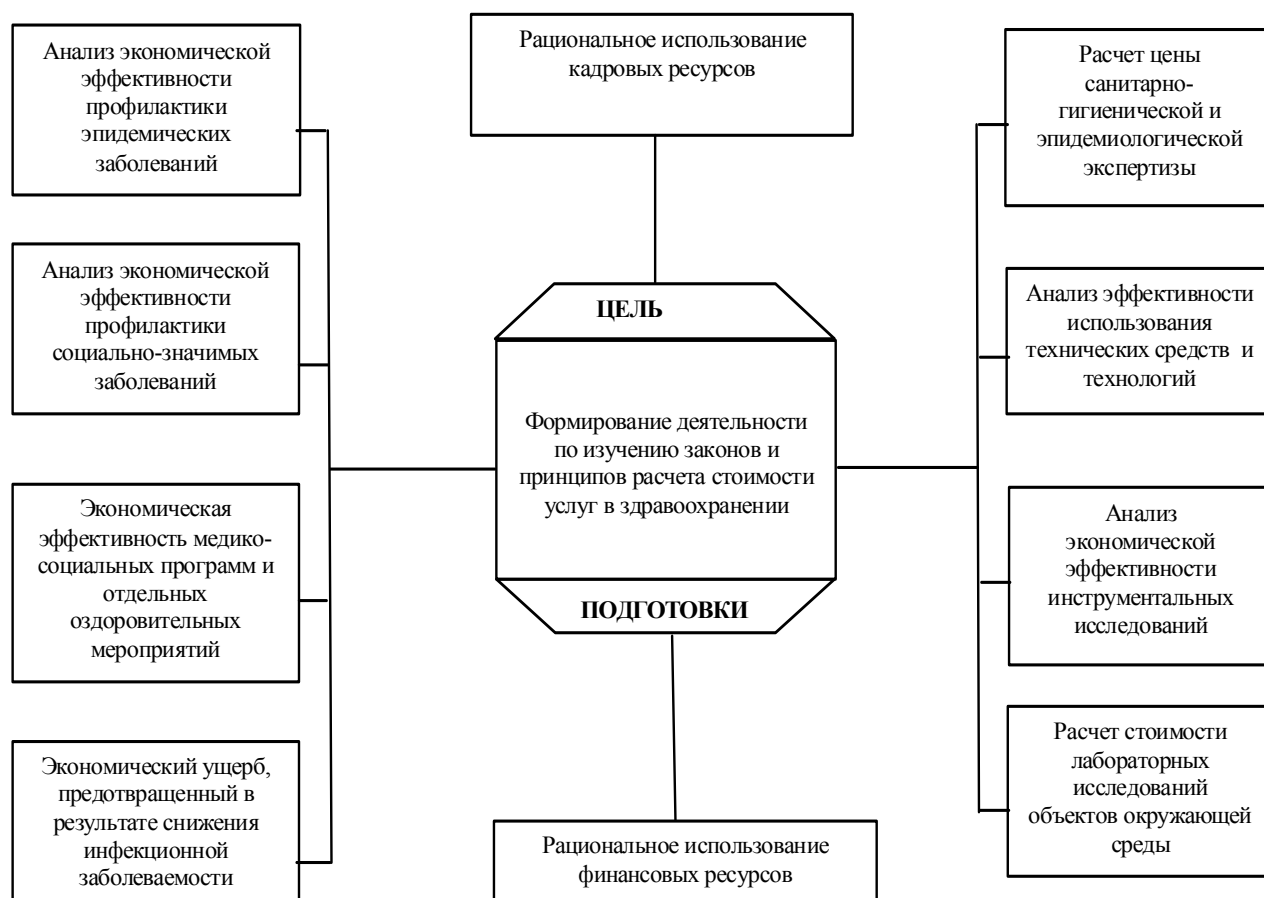 Анализ экономической
эффективности
профилактики
эпидемических
заболеваний
Анализ экономической
эффективности
профилактики
социально-значимых
заболеваний
Экономическая
эффективность медико-
социальных программ и
отдельных
оздоровительных
мероприятий
Экономический ущерб,
предотвращенный в
результате снижения
инфекционной
заболеваемости
Рациональное использование
кадровых ресурсов
ЦЕЛЬ
Формирование деятельности
по изучению законов и
принципов расчета стоимости
услуг в здравоохранении
ПОДГОТОВКИ
Рациональное использование
финансовых ресурсов
Расчет цены
санитарно-
гигиенической и
эпидемиологической
экспертизы
Анализ эффективности
использования
технических средств и
технологий
Анализ
экономической
эффективности
инструментальных
исследований
Расчет стоимости
лабораторных
исследований
объектов окружающей
среды